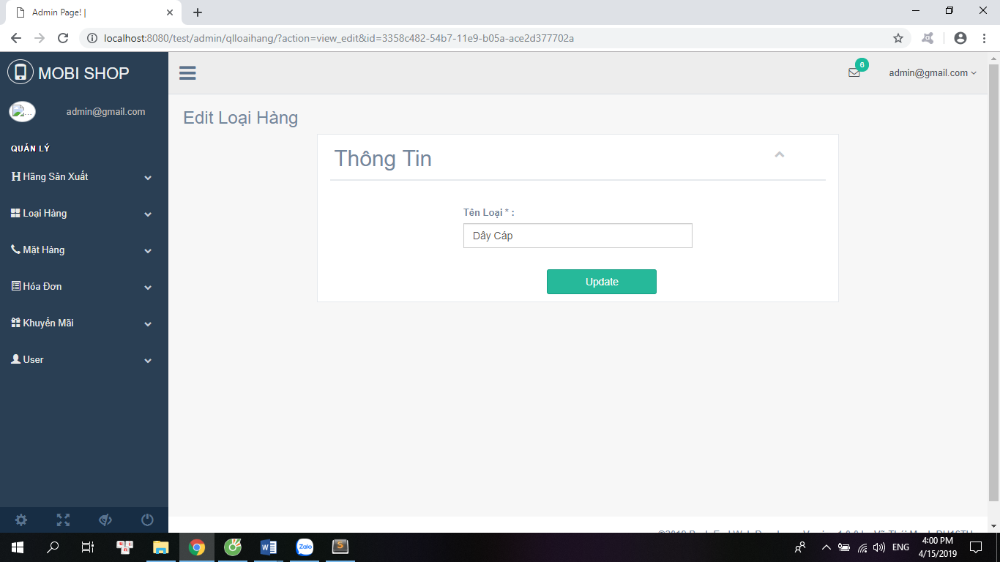 Admin Page! |
localhost:8080/test/admin/qlloaihang/?action=view_edit&id=3358c482-54b7-11e9-b05a-ace2d377702a
MOBI SHOP
6
admin@gmail.com
admin@gmail.com
QUẢN LÝ
Hãng Sản Xuất
Loại Hàng
Mặt Hàng
Hóa Đơn
Khuyến Mãi
User
Edit Loại Hàng
Thông Tin
Tên Loại * :
Dây Cáp
Update
Zalo
ENG
4:00 PM
4/15/2019